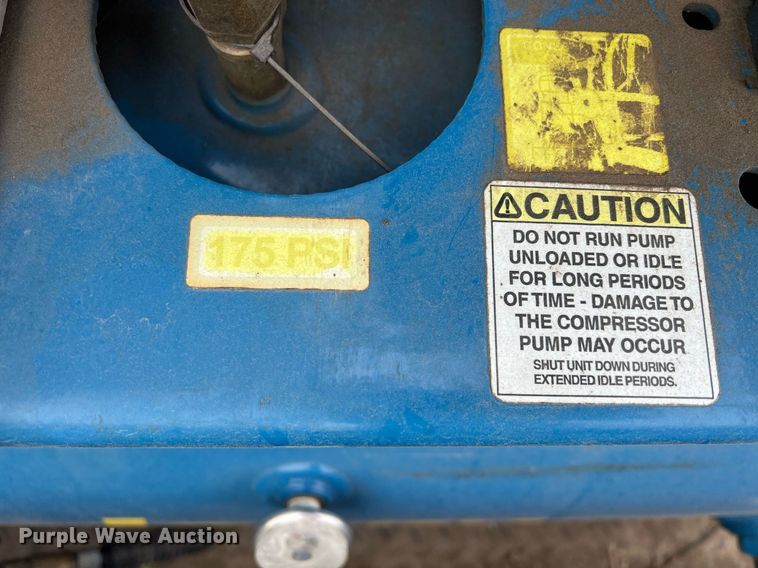 175 PSI
CAUTION
DO NOT RUN PUMP
UNLOADED OR IDLE
FOR LONG PERIODS
OF TIME - DAMAGE TO
THE COMPRESSOR
PUMP MAY OCCUR
SHUT UNIT DOWN DURING
EXTENDED IDLE PERIODS.
Purple Wave Auction